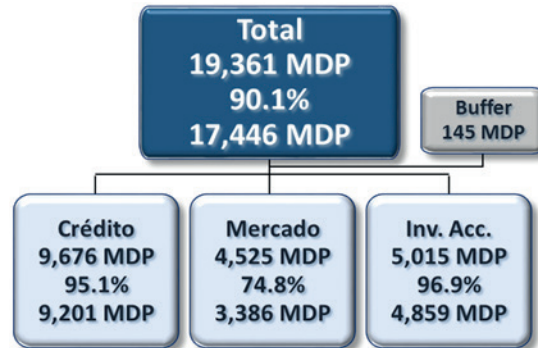 Total
19,361 MDP
90.1%
17,446 MDP
Buffer
145 MDP
Crédito
9,676 MDP
95.1%
9,201 MDP
Mercado
4,525 MDP
74.8%
3,386 MDP
Inv. Acc.
5,015 MDP
96.9%
4,859 MDP